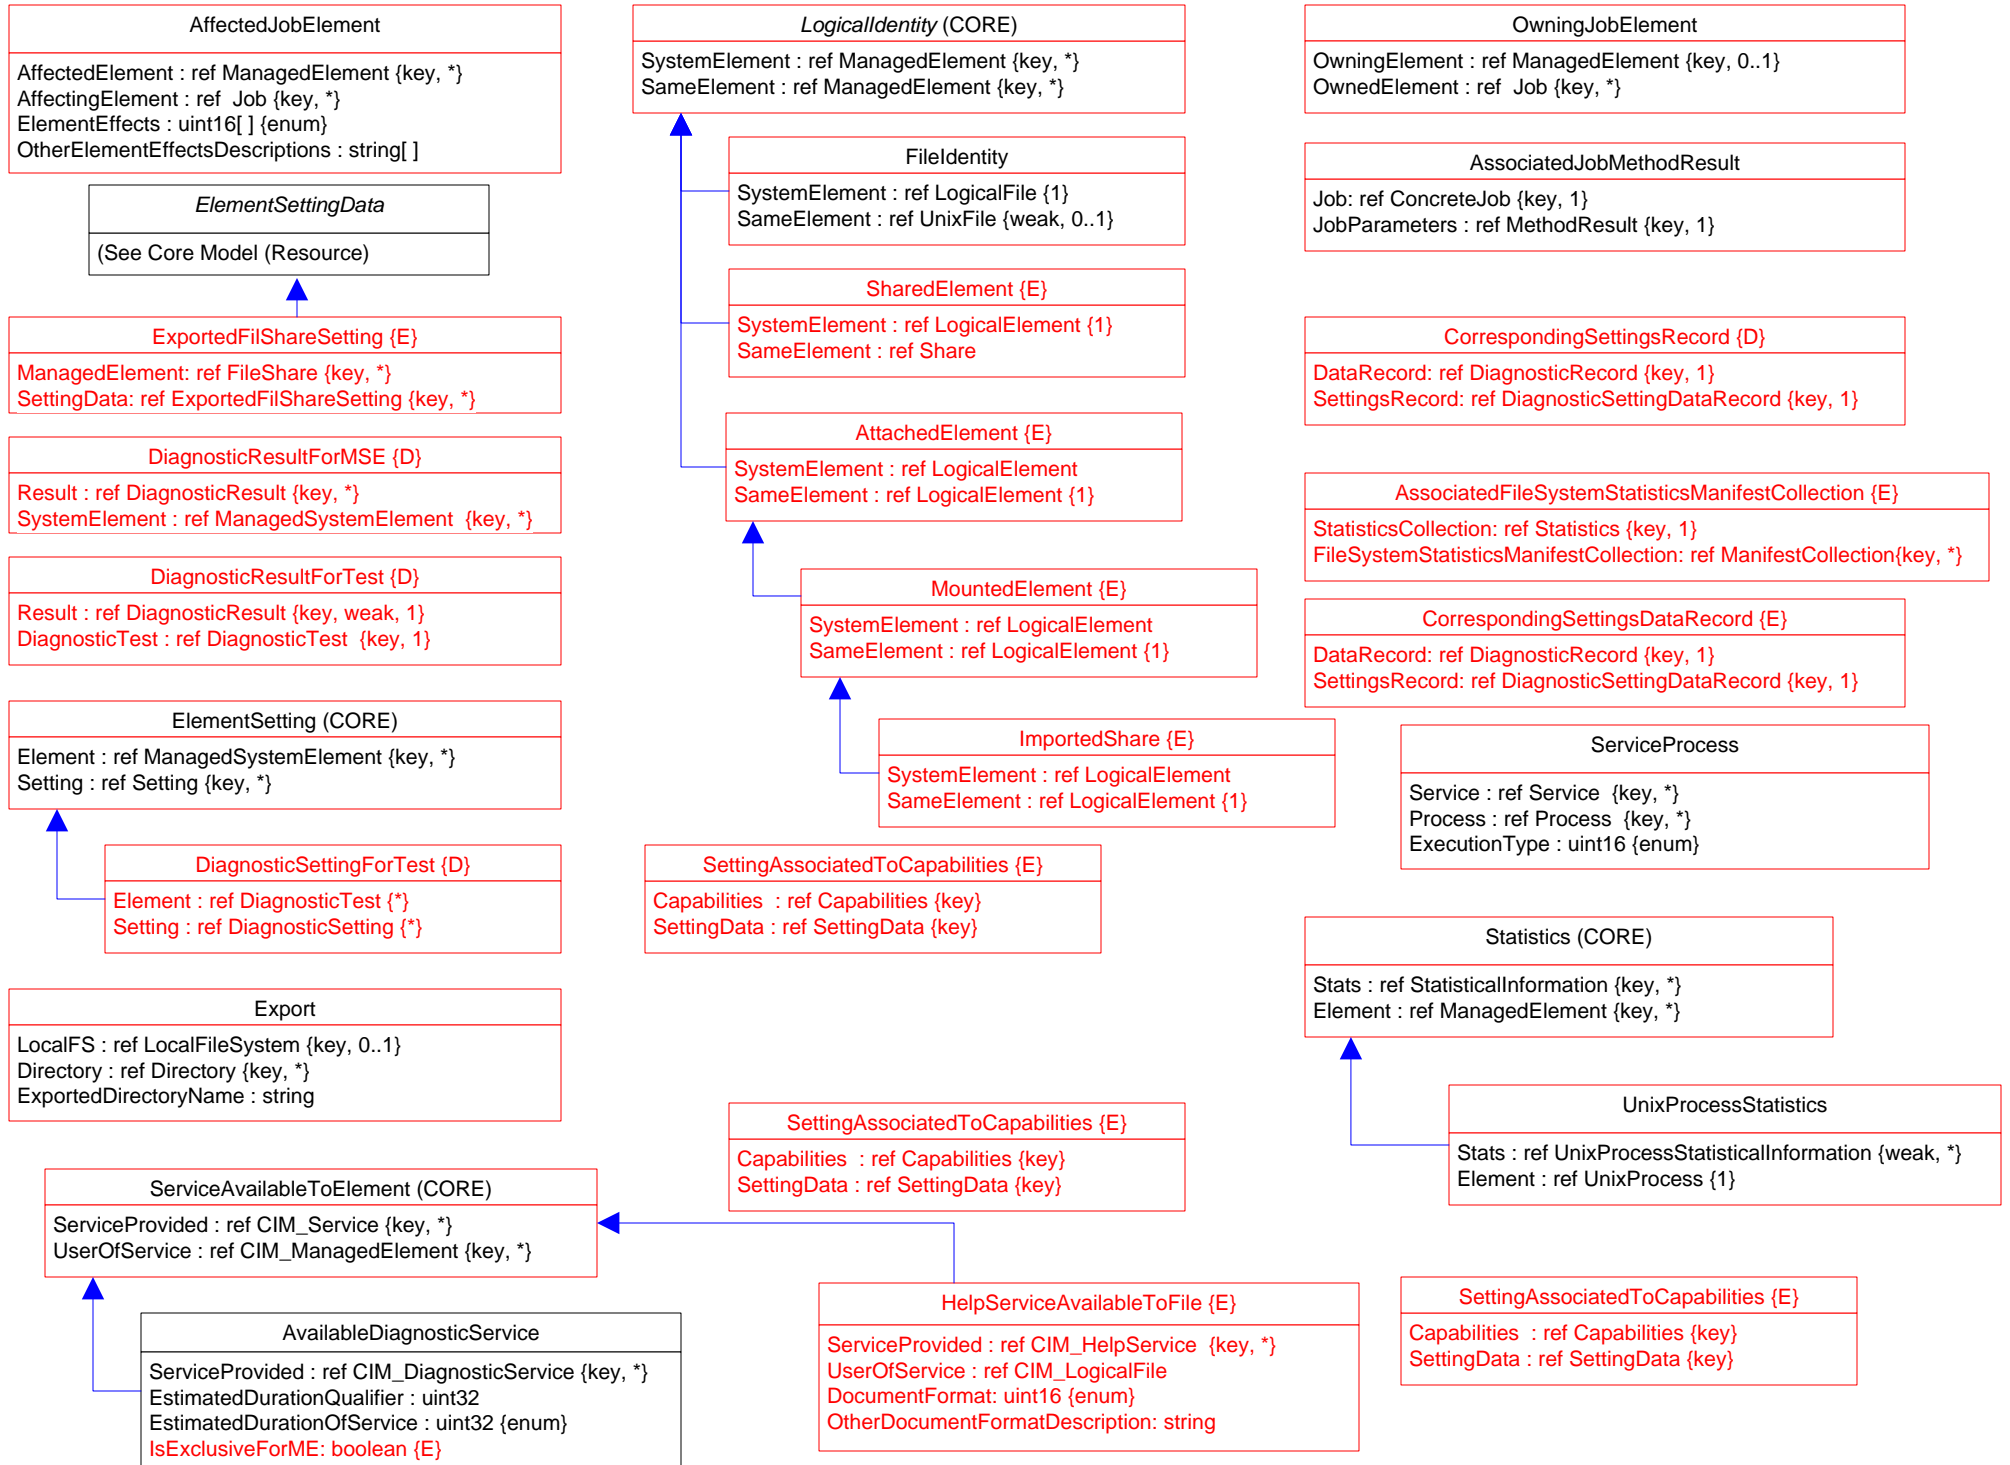 AffectedJobElement
AffectedElement : ref ManagedElement {key, *}
AffectingElement : ref  Job {key, *}
ElementEffects : uint16[ ] {enum}
OtherElementEffectsDescriptions : string[ ]
ElementSettingData
(See Core Model (Resource)
ExportedFilShareSetting {E}
ManagedElement: ref FileShare {key, *}
SettingData: ref ExportedFilShareSetting {key, *}
DiagnosticResultForMSE {D}
Result : ref DiagnosticResult {key, *}
SystemElement : ref ManagedSystemElement  {key, *}
DiagnosticResultForTest {D}
Result : ref DiagnosticResult {key, weak, 1}
DiagnosticTest : ref DiagnosticTest  {key, 1}
ElementSetting (CORE)
Element : ref ManagedSystemElement {key, *}
Setting : ref Setting {key, *}
DiagnosticSettingForTest {D}
Element : ref DiagnosticTest {*}
Setting : ref DiagnosticSetting {*}
Export
LocalFS : ref LocalFileSystem {key, 0..1}
Directory : ref Directory {key, *}
ExportedDirectoryName : string
ServiceAvailableToElement (CORE)
ServiceProvided : ref CIM_Service {key, *}
UserOfService : ref CIM_ManagedElement {key, *}
AvailableDiagnosticService
ServiceProvided : ref CIM_DiagnosticService {key, *}
EstimatedDurationQualifier : uint32
EstimatedDurationOfService : uint32 {enum}
IsExclusiveForME: boolean {E}
LogicalIdentity (CORE)
SystemElement : ref ManagedElement {key, *}
SameElement : ref ManagedElement {key, *}
FileIdentity
SystemElement : ref LogicalFile {1}
SameElement : ref UnixFile {weak, 0..1}
SharedElement {E}
SystemElement : ref LogicalElement {1}
SameElement : ref Share
AttachedElement {E}
SystemElement : ref LogicalElement
SameElement : ref LogicalElement {1}
MountedElement {E}
SystemElement : ref LogicalElement
SameElement : ref LogicalElement {1}
ImportedShare {E}
SystemElement : ref LogicalElement
SameElement : ref LogicalElement {1}
SettingAssociatedToCapabilities {E}
Capabilities  : ref Capabilities {key}
SettingData : ref SettingData {key}
SettingAssociatedToCapabilities {E}
Capabilities  : ref Capabilities {key}
SettingData : ref SettingData {key}
HelpServiceAvailableToFile {E}
ServiceProvided : ref CIM_HelpService  {key, *}
UserOfService : ref CIM_LogicalFile
DocumentFormat: uint16 {enum}
OtherDocumentFormatDescription: string
OwningJobElement
OwningElement : ref ManagedElement {key, 0..1}
OwnedElement : ref  Job {key, *}
AssociatedJobMethodResult
Job: ref ConcreteJob {key, 1}
JobParameters : ref MethodResult {key, 1}
CorrespondingSettingsRecord {D}
DataRecord: ref DiagnosticRecord {key, 1}
SettingsRecord: ref DiagnosticSettingDataRecord {key, 1}
AssociatedFileSystemStatisticsManifestCollection {E}
StatisticsCollection: ref Statistics {key, 1}
FileSystemStatisticsManifestCollection: ref ManifestCollection{key, *}
CorrespondingSettingsDataRecord {E}
DataRecord: ref DiagnosticRecord {key, 1}
SettingsRecord: ref DiagnosticSettingDataRecord {key, 1}
ServiceProcess
Service : ref Service  {key, *}
Process : ref Process  {key, *}
ExecutionType : uint16 {enum}
Statistics (CORE)
Stats : ref StatisticalInformation {key, *}
Element : ref ManagedElement {key, *}
UnixProcessStatistics
Stats : ref UnixProcessStatisticalInformation {weak, *}
Element : ref UnixProcess {1}
SettingAssociatedToCapabilities {E}
Capabilities  : ref Capabilities {key}
SettingData : ref SettingData {key}